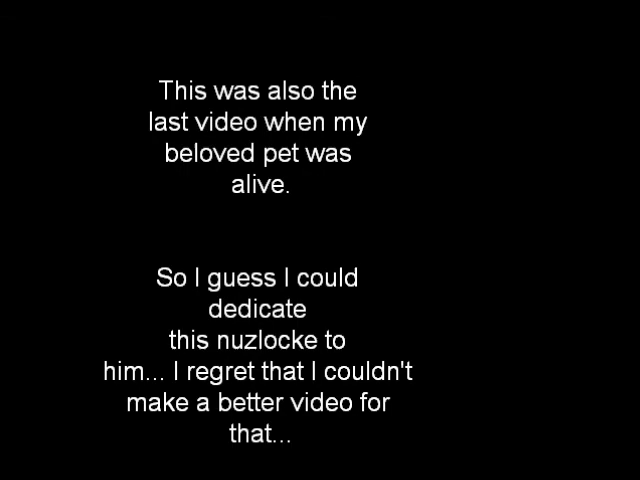 This was also the
last video when my
beloved pet was
alive.
So I guess I could
dedicate
this nuzlocke to
him... I regret that I couldn't
make a better video for
that...